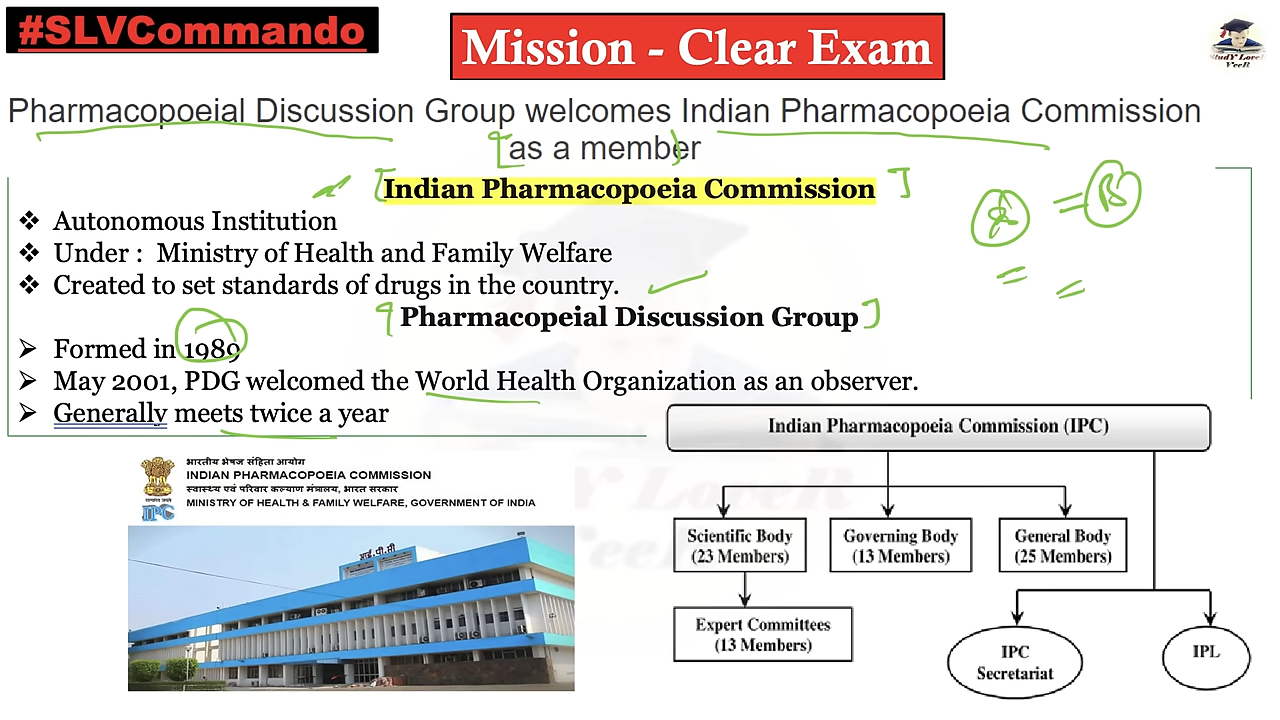 #SLVCommando
Mission - Clear Exam
StudY LoveR
VeeR
Pharmacopoeial Discussion Group welcomes Indian Pharmacopoeia Commission
as a member
Indian Pharmacopoeia Commission
❖ Autonomous Institution
❖ Under : Ministry of Health and Family Welfare
❖ Created to set standards of drugs in the country.
Pharmacopeial Discussion Group
➢ Formed in 1989
➢ May 2001, PDG welcomed the World Health Organization as an observer.
➢ Generally meets twice a year
भारतीय भेषज संहिता आयोग
INDIAN PHARMACOPOEIA COMMISSION
स्वास्थ्य एवं परिवार कल्याण मंत्रालय, भारत सरकार
MINISTRY OF HEALTH & FAMILY WELFARE, GOVERNMENT OF INDIA
IPC
आई.पी.सी
Indian Pharmacopoeia Commission (IPC)
Scientific Body
(23 Members)
Governing Body
(13 Members)
General Body
(25 Members)
Expert Committees
(13 Members)
IPC
Secretariat
IPL